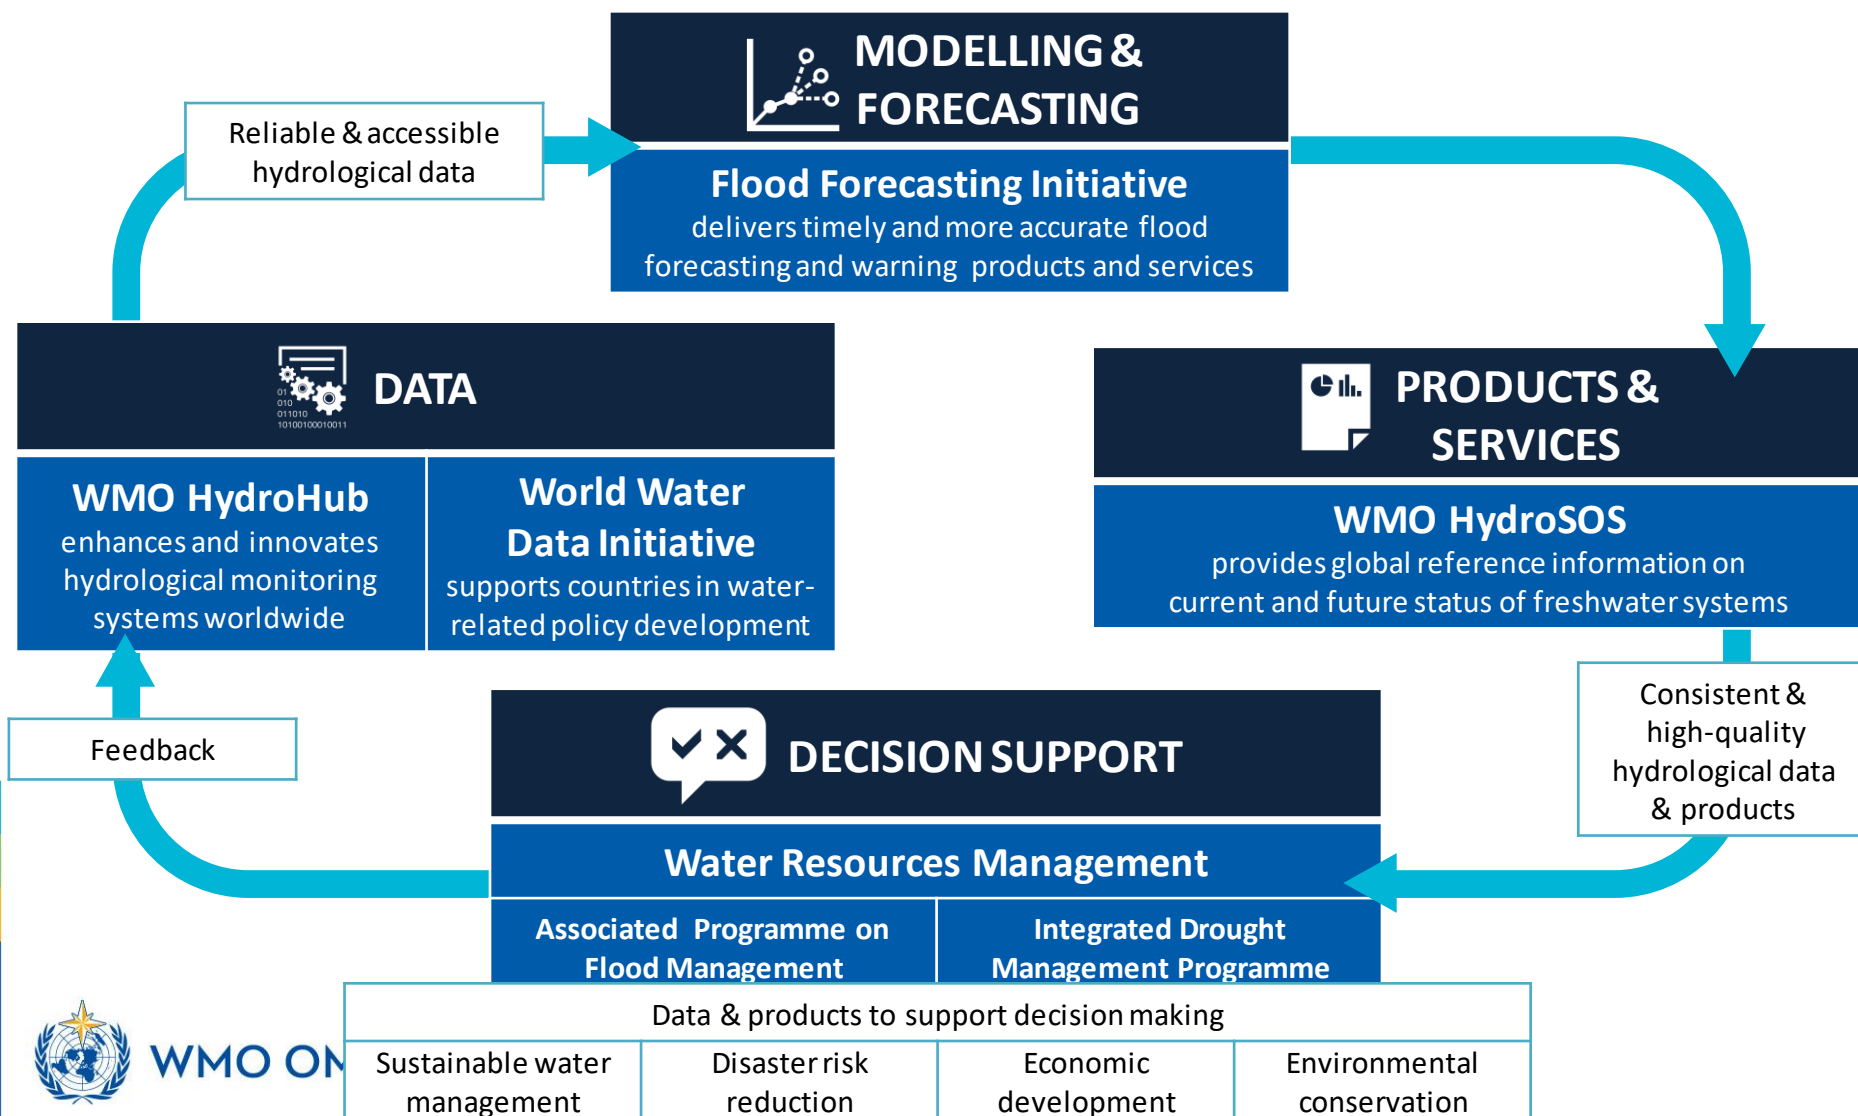 MODELLING &
FORECASTING
Reliable & accessible
hydrological data
Flood Forecasting Initiative
delivers timely and more accurate flood
forecasting and warning products and services
DATA
01
010
011010
10100100010011
PRODUCTS &
SERVICES
WMO HydroHub
enhances and innovates
hydrological monitoring
systems worldwide
World Water
Data Initiative
supports countries in water-
related policy development
WMO HydroSOS
provides global reference information on
current and future status of freshwater systems
Consistent &
high-quality
hydrological data
& products
Feedback
DECISION SUPPORT
Water Resources Management
Associated Programme on
Flood Management
Integrated Drought
Management Programme
Data & products to support decision making
Sustainable water
management
Disaster risk
reduction
Economic
development
Environmental
conservation
WMO